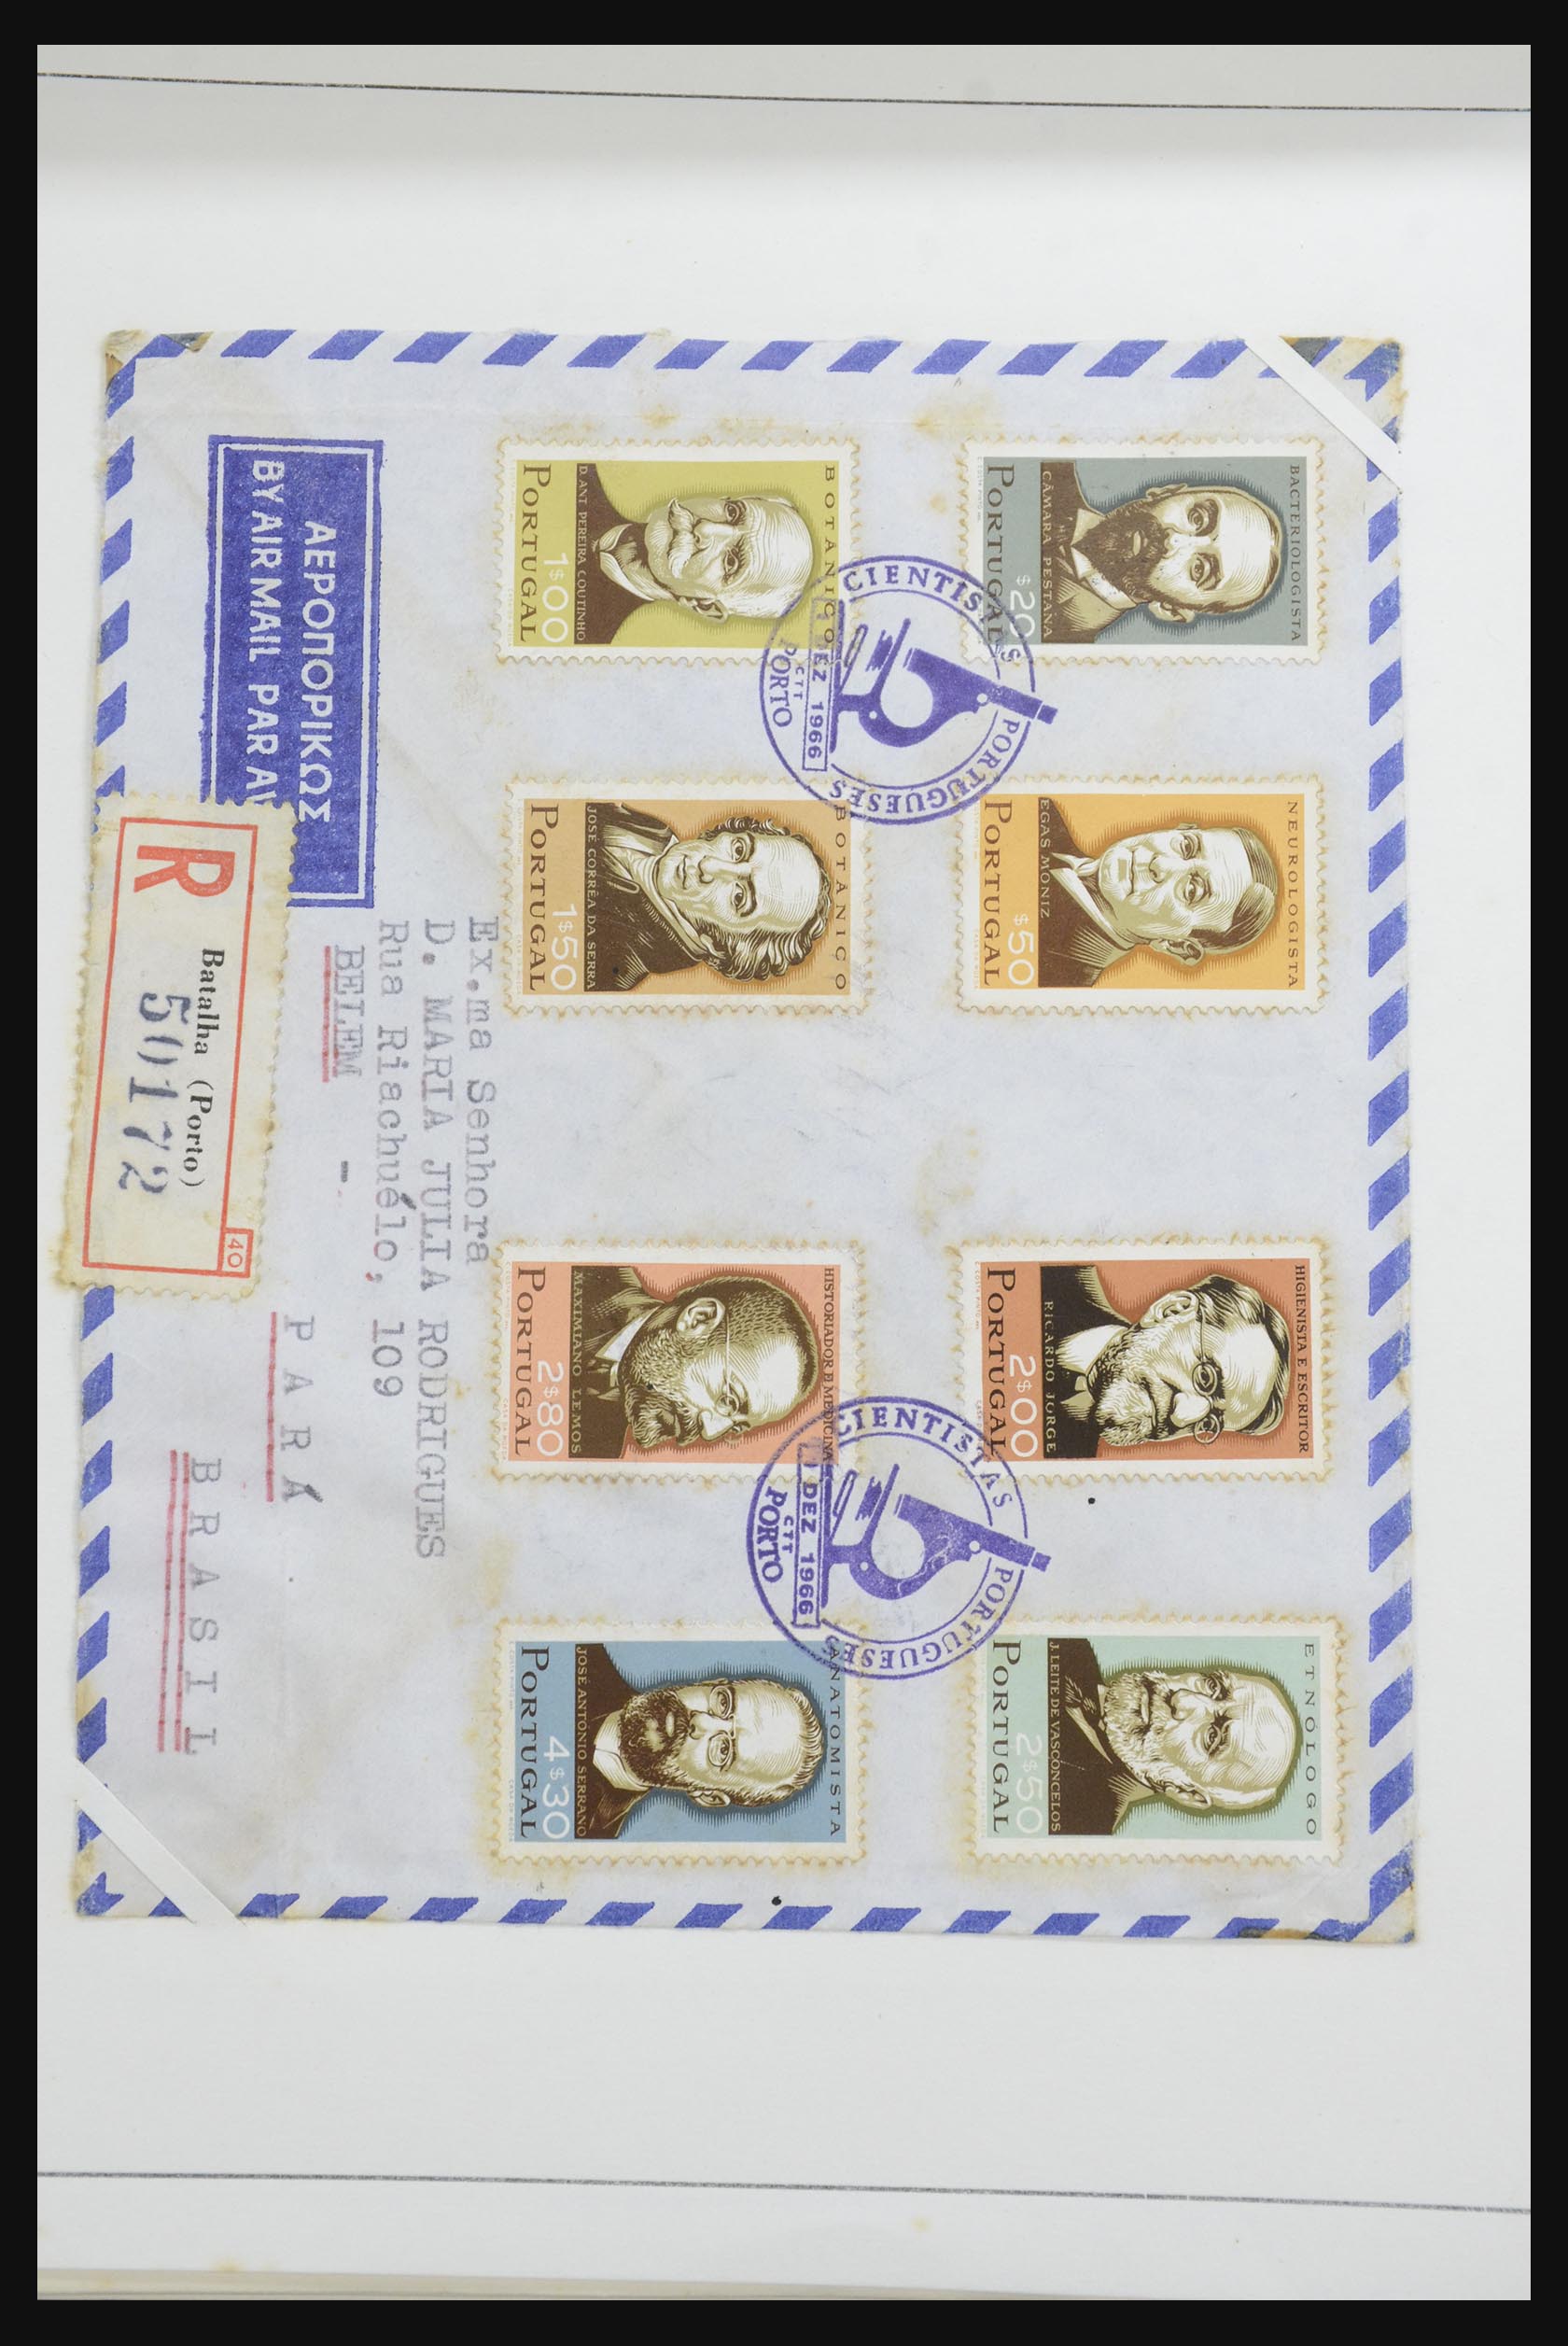 BACTERIOLOGISTA
CÂMARA PESTANA
$20
PORTUGAL
NEUROLOGISTA
EGAS MONIZ
$50
PORTUGAL
HIGIENISTA E ESCRITOR
RICARDO JORGE
2$00
PORTUGAL
ETNÓLOGO
J. LEITE DE VASCONCELOS
2$50
PORTUGAL
CIENTISTAS PORTUGUESES
1 DEZ 1966
CTT
PORTO
CIENTISTAS PORTUGUESES
1 DEZ 1966
CTT
PORTO
BOTANICO
D. ANT. PEREIRA COUTINHO
1$00
PORTUGAL
BOTANICO
JOSÉ CORRÊA DA SERRA
1$50
PORTUGAL
HISTORIADOR E MEDICINA
MAXIMIANO LEMOS
2$80
PORTUGAL
ANATOMISTA
JOSE ANTÓNIO SERRANO
4$30
PORTUGAL
ΑΕΡΟΠΟΡΙΚΩΣ
BY AIR MAIL PAR AV
Ex.ma Senhora
D. MARIA JULIA RODRIGUES
Rua Riachuélo, 109
BELEM -
PARÁ
BRASIL
R
Batalha (Porto)
50172
40